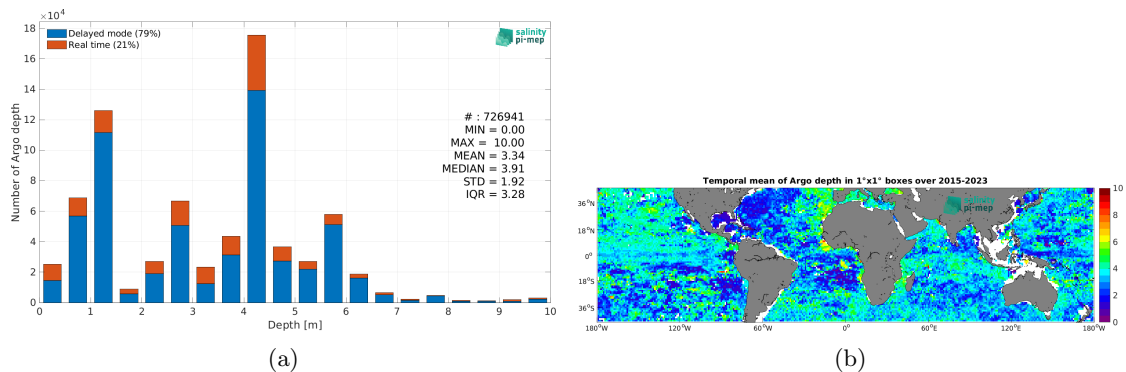 ×10⁴
Delayed mode (79%)
Real time (21%)
salinity
pi-mep
18
16
14
12
10
8
6
4
2
0
Number of Argo depth
# : 726941
MIN = 0.00
MAX = 10.00
MEAN = 3.34
MEDIAN = 3.91
STD = 1.92
IQR = 3.28
0 1 2 3 4 5 6 7 8 9 10
Depth [m]
(a)
Temporal mean of Argo depth in 1°x1° boxes over 2015-2023
salinity
pi-mep
36°N
18°N
0°
18°S
36°S
180°W 120°W 60°W 0° 60°E 120°E 180°W
10
8
6
4
2
0
(b)